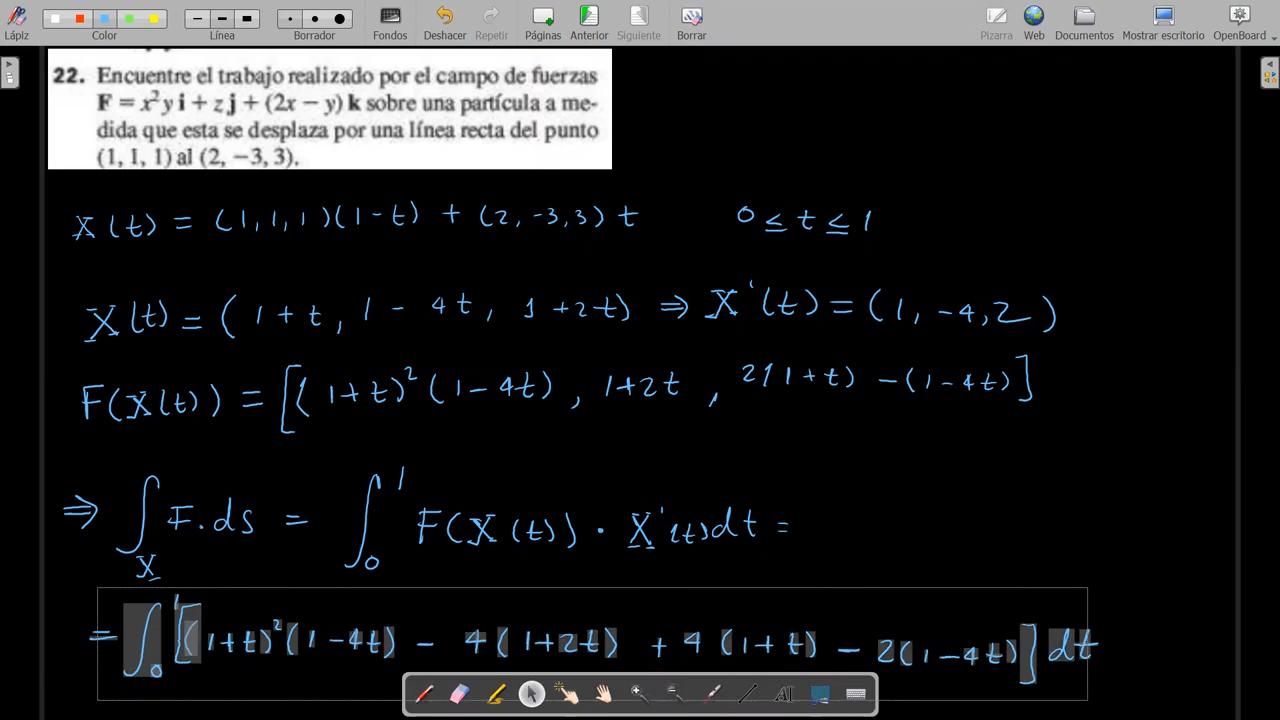 Lápiz Color Línea Borrador Fondos Deshacer Repetir Páginas Anterior Siguiente Borrar Pizarra Web Documentos Mostrar escritorio OpenBoard
22. Encuentre el trabajo realizado por el campo de fuerzas
F = x²y i + z j + (2x − y) k sobre una partícula a me-
dida que esta se desplaza por una línea recta del punto
(1, 1, 1) al (2, −3, 3).
X(t) = (1,1,1)(1-t) + (2,-3,3)t 0 ≤ t ≤ 1
X(t) = (1+t, 1-4t, 1+2t) ⇒ X'(t) = (1,-4,2)
F(X(t)) = [(1+t)²(1-4t), 1+2t, 2(1+t) -(1-4t)]
⇒ ∫_X F.ds = ∫₀¹ F(X(t)) · X'(t)dt =
= ∫₀¹ [(1+t)²(1-4t) - 4(1+2t) + 4(1+t) - 2(1-4t)] dt